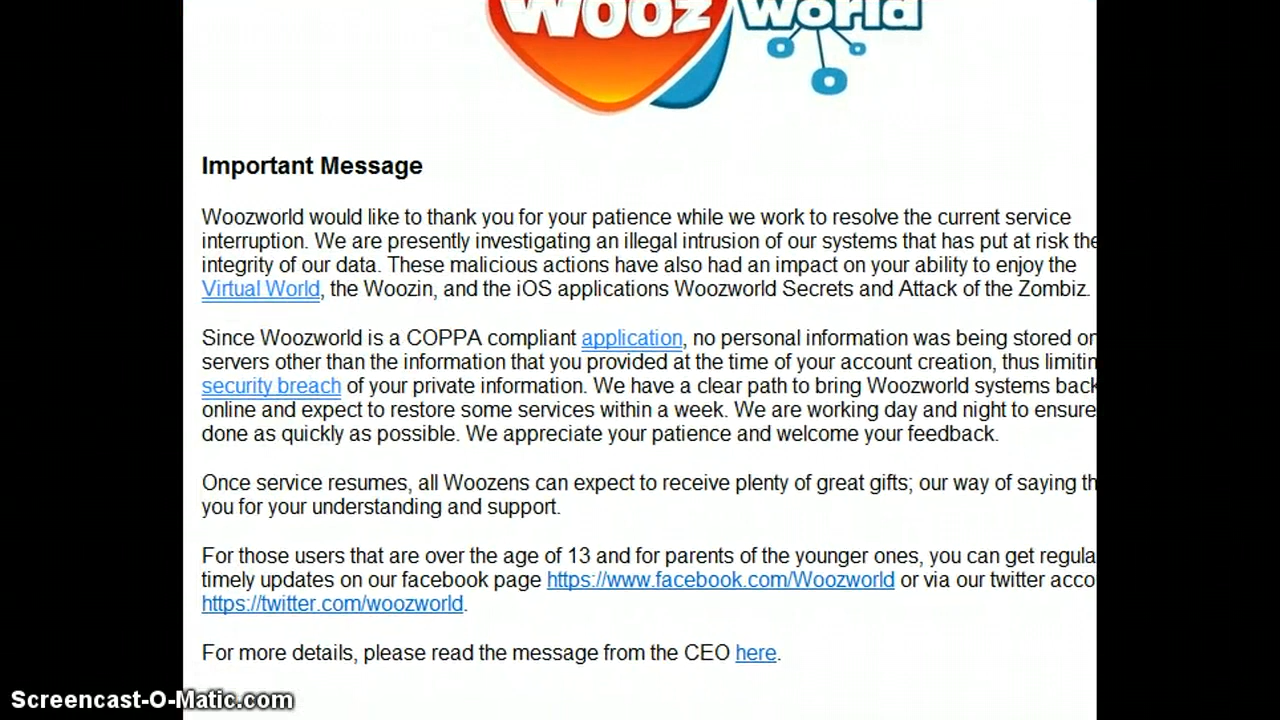 Wooz World
Important Message
Woozworld would like to thank you for your patience while we work to resolve the current service
interruption. We are presently investigating an illegal intrusion of our systems that has put at risk the
integrity of our data. These malicious actions have also had an impact on your ability to enjoy the
Virtual World, the Woozin, and the iOS applications Woozworld Secrets and Attack of the Zombiz.
Since Woozworld is a COPPA compliant application, no personal information was being stored on
servers other than the information that you provided at the time of your account creation, thus limitin
security breach of your private information. We have a clear path to bring Woozworld systems back
online and expect to restore some services within a week. We are working day and night to ensure
done as quickly as possible. We appreciate your patience and welcome your feedback.
Once service resumes, all Woozens can expect to receive plenty of great gifts; our way of saying th
you for your understanding and support.
For those users that are over the age of 13 and for parents of the younger ones, you can get regula
timely updates on our facebook page https://www.facebook.com/Woozworld or via our twitter acco
https://twitter.com/woozworld.
For more details, please read the message from the CEO here.
Screencast-O-Matic.com